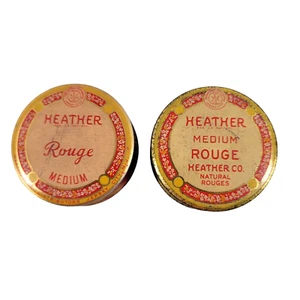 HEATHER
Rouge
MEDIUM
HEATHER
MEDIUM
ROUGE
HEATHER CO.
NATURAL
ROUGES